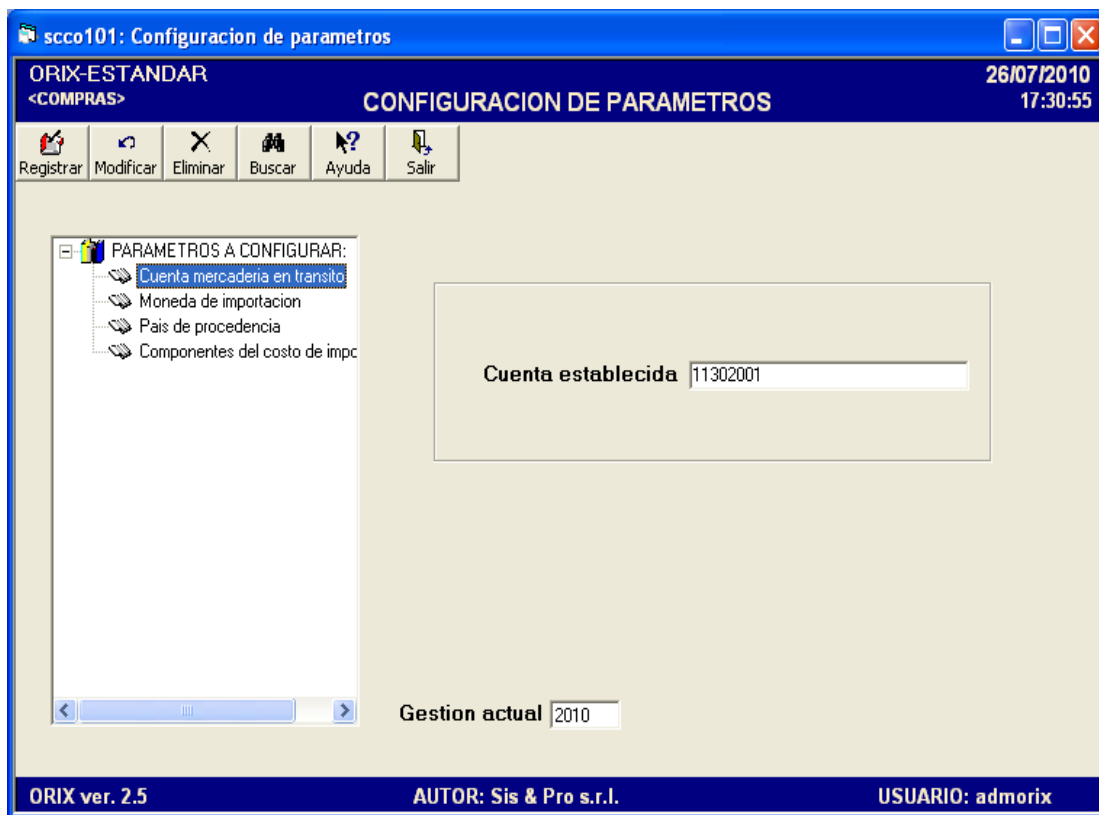 scco101: Configuracion de parametros
ORIX-ESTANDAR
26/07/2010
<COMPRAS>
CONFIGURACION DE PARAMETROS
17:30:55
Registrar Modificar Eliminar Buscar Ayuda Salir
PARAMETROS A CONFIGURAR:
Cuenta mercaderia en transito
Moneda de importacion
Pais de procedencia
Componentes del costo de impo
Cuenta establecida 11302001
Gestion actual 2010
ORIX ver. 2.5 AUTOR: Sis & Pro s.r.l. USUARIO: admorix